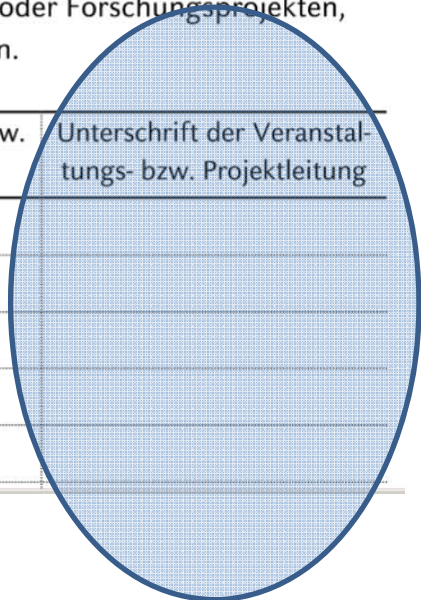 oder Forschungsprojekten,
n.
w. Unterschrift der Veranstal-
tungs- bzw. Projektleitung